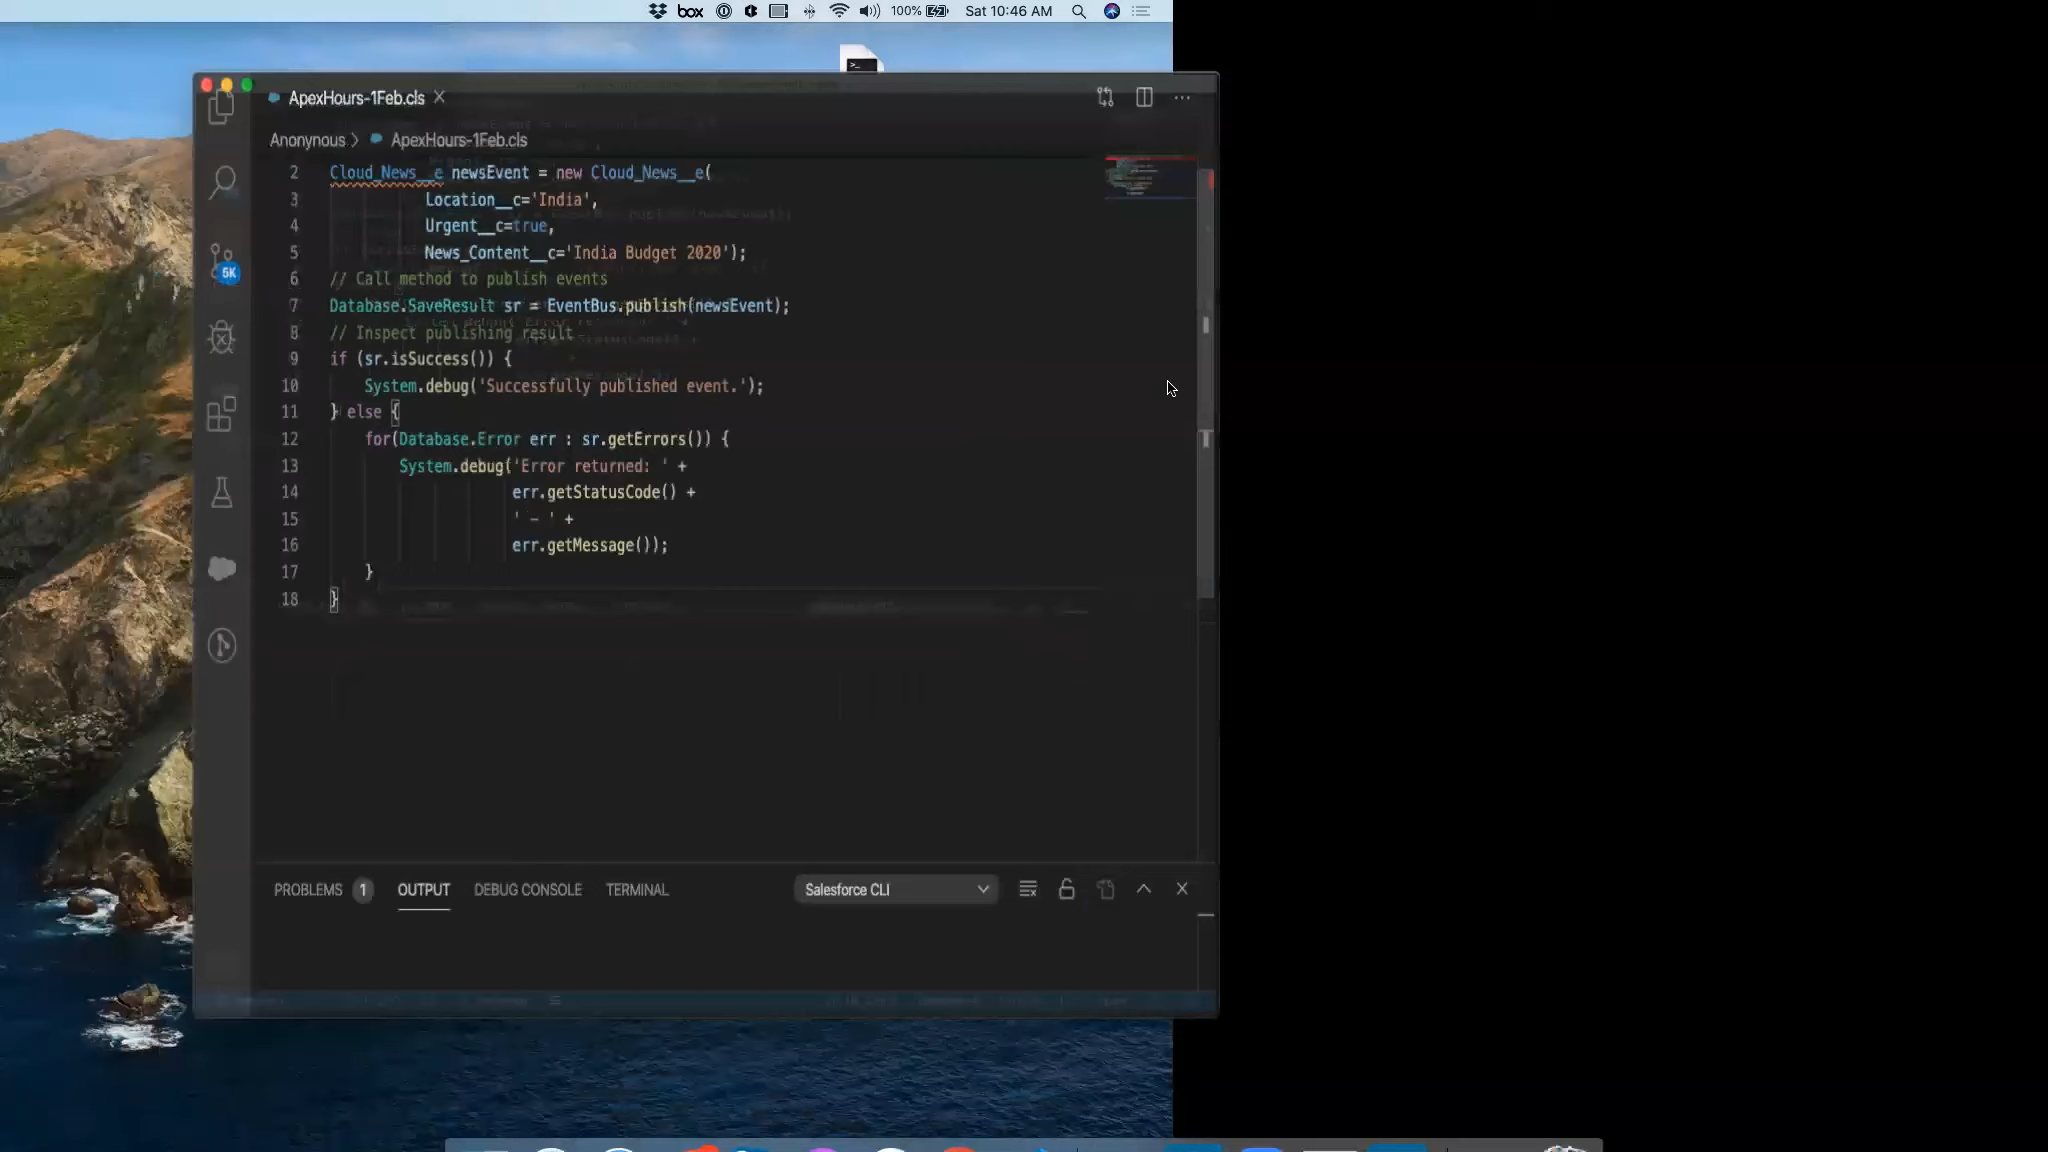 box 100% Sat 10:46 AM
ApexHours-1Feb.cls
Anonynous > ApexHours-1Feb.cls
2 Cloud_News__e newsEvent = new Cloud_News__e(
3 Location__c='India',
4 Urgent__c=true,
5 News_Content__c='India Budget 2020');
6 // Call method to publish events
7 Database.SaveResult sr = EventBus.publish(newsEvent);
8 // Inspect publishing result
9 if (sr.isSuccess()) {
10 System.debug('Successfully published event.');
11 } else {
12 for(Database.Error err : sr.getErrors()) {
13 System.debug('Error returned: ' +
14 err.getStatusCode() +
15 ' - ' +
16 err.getMessage());
17 }
18 }
5K
PROBLEMS 1 OUTPUT DEBUG CONSOLE TERMINAL Salesforce CLI